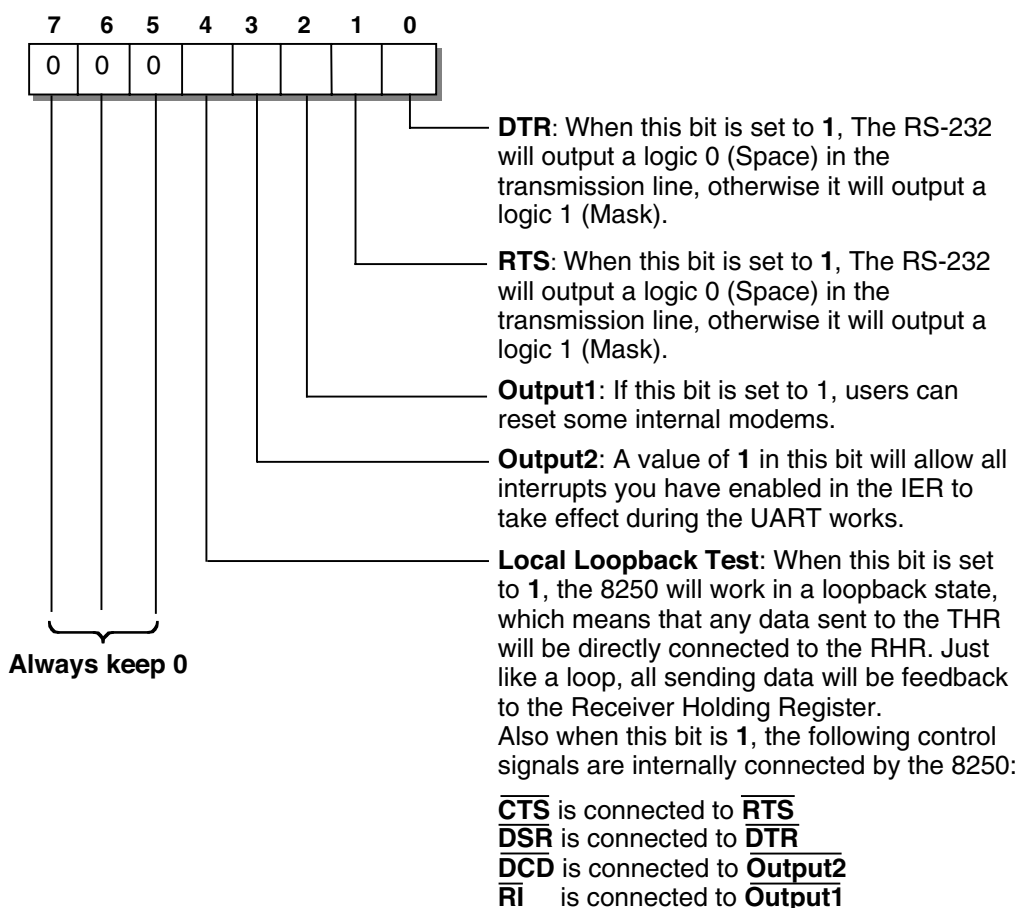 7 6 5 4 3 2 1 0
0 0 0
DTR: When this bit is set to 1, The RS-232
will output a logic 0 (Space) in the
transmission line, otherwise it will output a
logic 1 (Mask).
RTS: When this bit is set to 1, The RS-232
will output a logic 0 (Space) in the
transmission line, otherwise it will output a
logic 1 (Mask).
Output1: If this bit is set to 1, users can
reset some internal modems.
Output2: A value of 1 in this bit will allow all
interrupts you have enabled in the IER to
take effect during the UART works.
Local Loopback Test: When this bit is set
to 1, the 8250 will work in a loopback state,
which means that any data sent to the THR
will be directly connected to the RHR. Just
like a loop, all sending data will be feedback
to the Receiver Holding Register.
Also when this bit is 1, the following control
signals are internally connected by the 8250:
C̅T̅S̅ is connected to R̅T̅S̅
D̅S̅R̅ is connected to D̅T̅R̅
D̅C̅D̅ is connected to O̅u̅t̅p̅u̅t̅2̅
R̅I̅ is connected to O̅u̅t̅p̅u̅t̅1̅
Always keep 0